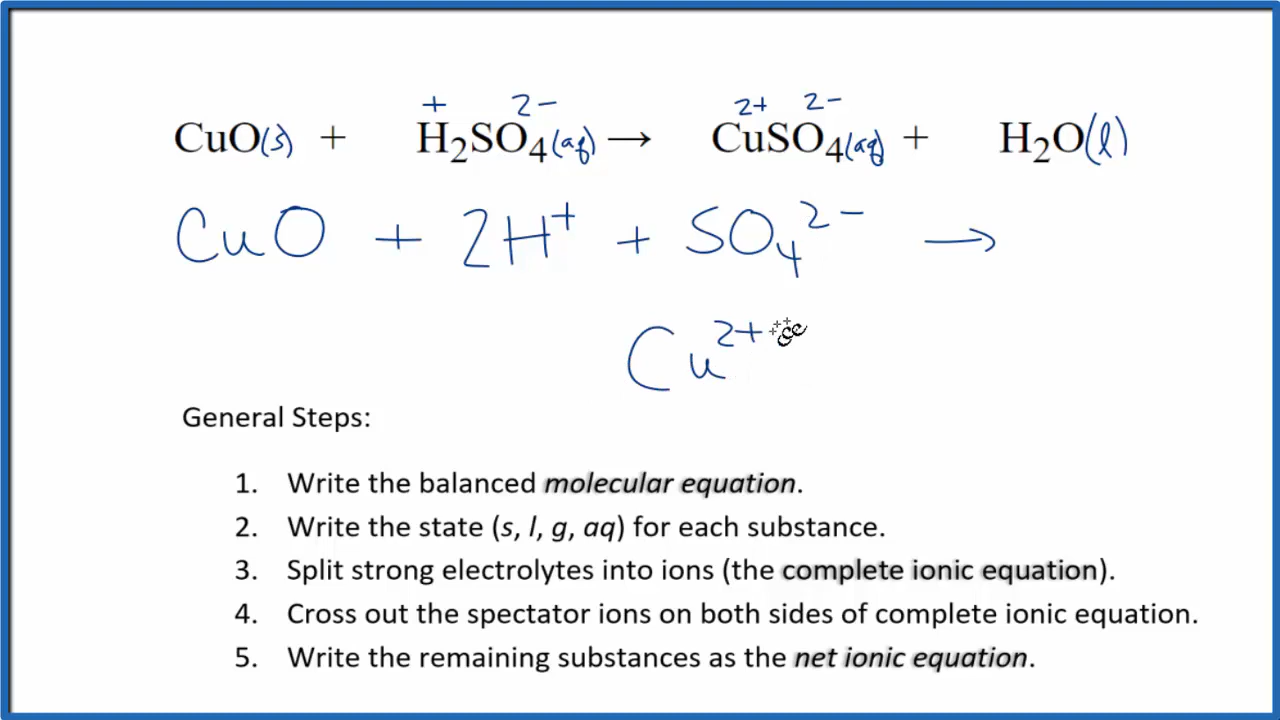 + 2- 2+ 2-
CuO(s) + H₂SO₄(aq) → CuSO₄(aq) + H₂O(l)
CuO + 2H⁺ + SO₄²⁻ →
Cu²⁺
General Steps:
1. Write the balanced molecular equation.
2. Write the state (s, l, g, aq) for each substance.
3. Split strong electrolytes into ions (the complete ionic equation).
4. Cross out the spectator ions on both sides of complete ionic equation.
5. Write the remaining substances as the net ionic equation.